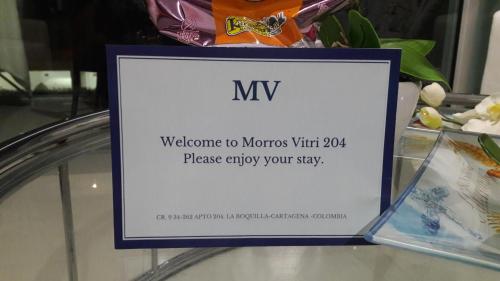 MV
Welcome to Morros Vitri 204
Please enjoy your stay.
CR. 9 34-262 APTO 204. LA BOQUILLA-CARTAGENA -COLOMBIA